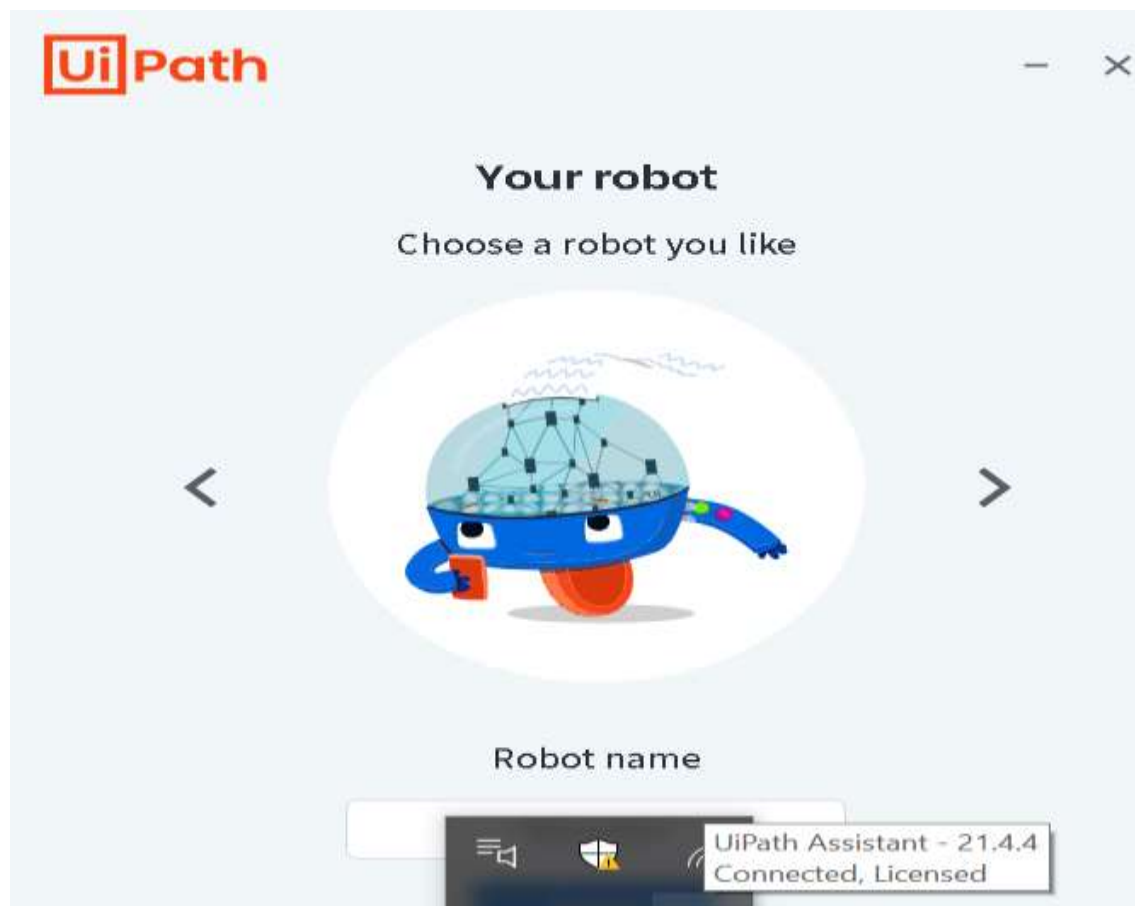 UiPath
Your robot
Choose a robot you like
Robot name
UiPath Assistant - 21.4.4
Connected, Licensed